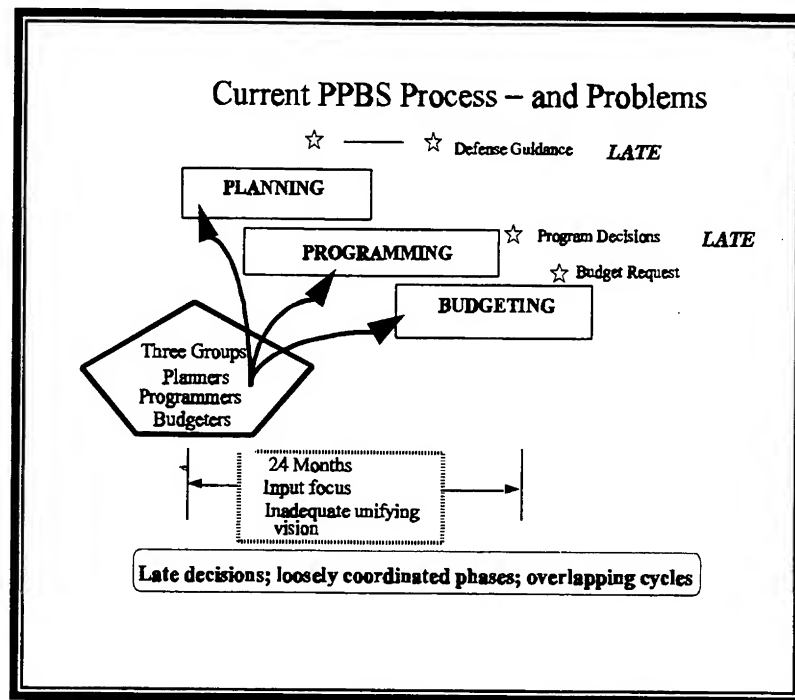 Current PPBS Process – and Problems
☆ —— ☆ Defense Guidance LATE
PLANNING
☆ Program Decisions LATE
PROGRAMMING
☆ Budget Request
BUDGETING
Three Groups
Planners
Programmers
Budgeters
24 Months
Input focus
Inadequate unifying
vision
Late decisions; loosely coordinated phases; overlapping cycles